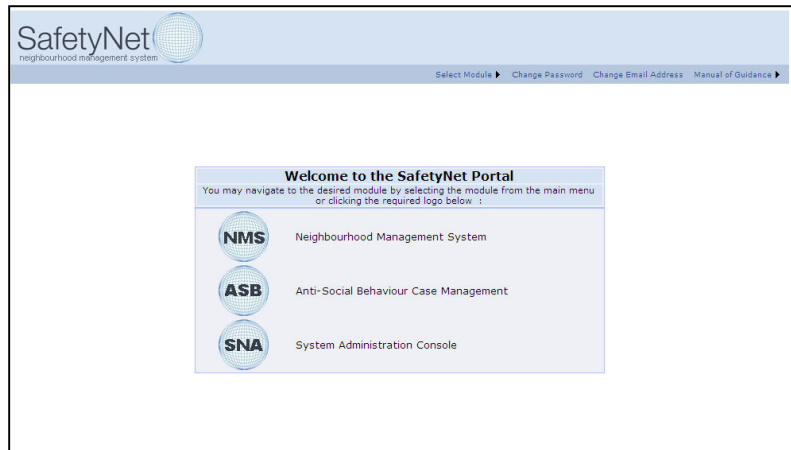 SafetyNet
neighbourhood management system
Select Module Change Password Change Email Address Manual of Guidance
Welcome to the SafetyNet Portal
You may navigate to the desired module by selecting the module from the main menu
or clicking the required logo below :
NMS Neighbourhood Management System
ASB Anti-Social Behaviour Case Management
SNA System Administration Console